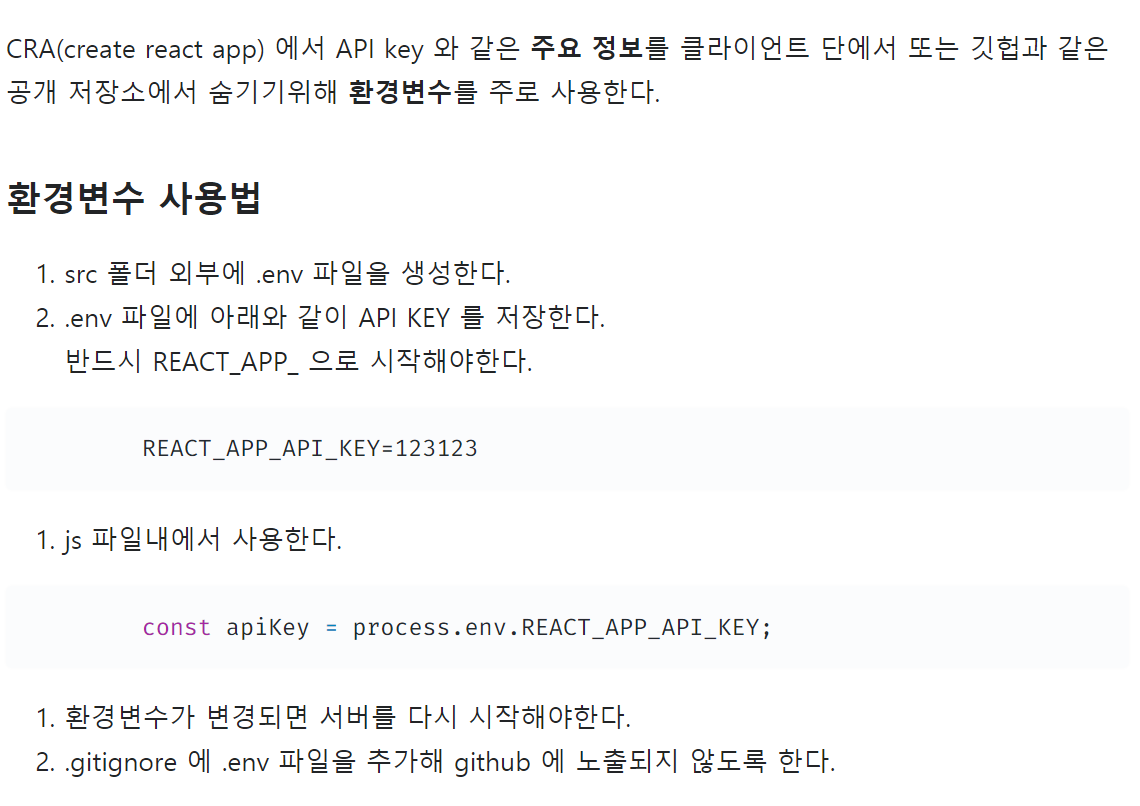 CRA(create react app) 에서 API key 와 같은 주요 정보를 클라이언트 단에서 또는 깃헙과 같은
공개 저장소에서 숨기기위해 환경변수를 주로 사용한다.
환경변수 사용법
1. src 폴더 외부에 .env 파일을 생성한다.
2. .env 파일에 아래와 같이 API KEY 를 저장한다.
반드시 REACT_APP_ 으로 시작해야한다.
REACT_APP_API_KEY=123123
1. js 파일내에서 사용한다.
const apiKey = process.env.REACT_APP_API_KEY;
1. 환경변수가 변경되면 서버를 다시 시작해야한다.
2. .gitignore 에 .env 파일을 추가해 github 에 노출되지 않도록 한다.